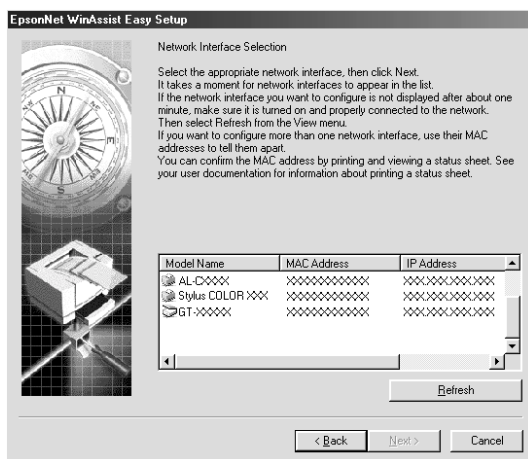 EpsonNet WinAssist Easy Setup
Network Interface Selection
Select the appropriate network interface, then click Next.
It takes a moment for network interfaces to appear in the list.
If the network interface you want to configure is not displayed after about one
minute, make sure it is turned on and properly connected to the network.
Then select Refresh from the View menu.
If you want to configure more than one network interface, use their MAC
addresses to tell them apart.
You can confirm the MAC address by printing and viewing a status sheet. See
your user documentation for information about printing a status sheet.
Model Name MAC Address IP Address
AL-CXXXX XXXXXXXXXXXX XXX.XXX.XXX.XXX
Stylus COLOR XXX XXXXXXXXXXXX XXX.XXX.XXX.XXX
GT-XXXXX XXXXXXXXXXXX XXX.XXX.XXX.XXX
Refresh
< Back Next > Cancel
N
E
S
W